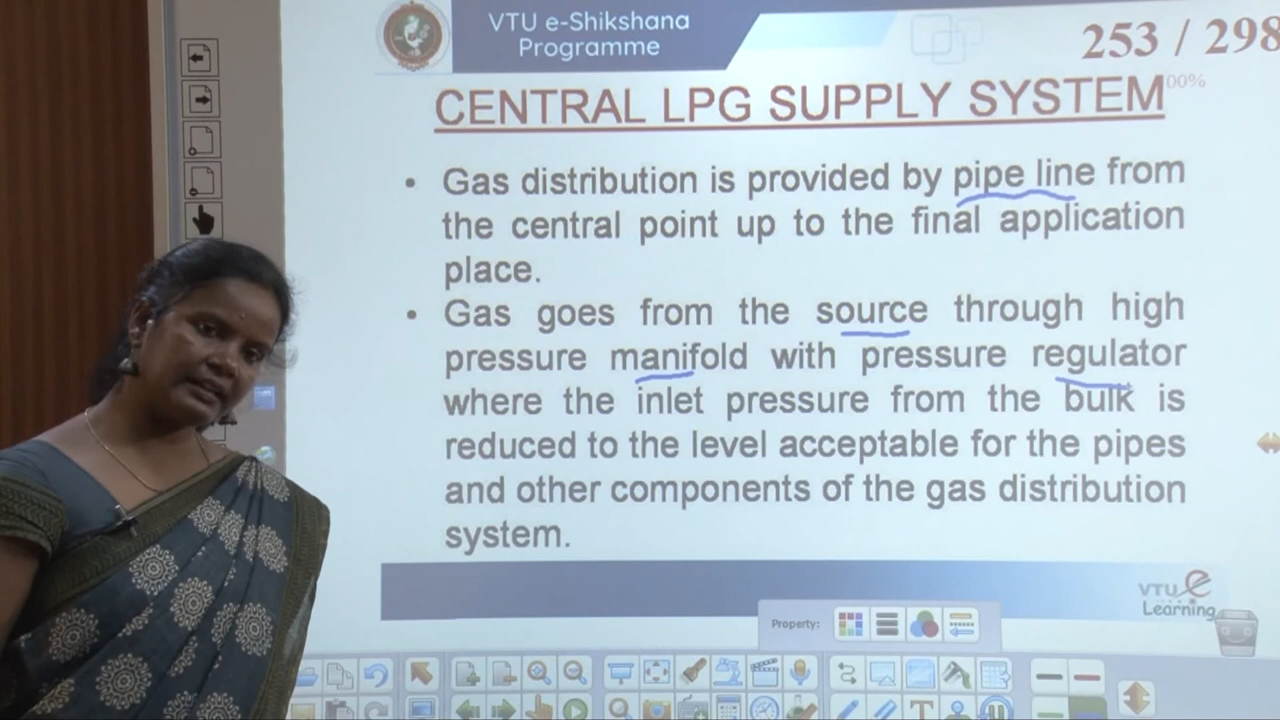 VTU e-Shikshana
Programme
253 / 298
00%
CENTRAL LPG SUPPLY SYSTEM
• Gas distribution is provided by pipe line from
the central point up to the final application
place.
• Gas goes from the source through high
pressure manifold with pressure regulator
where the inlet pressure from the bulk is
reduced to the level acceptable for the pipes
and other components of the gas distribution
system.
VTU e
Learning
Property: